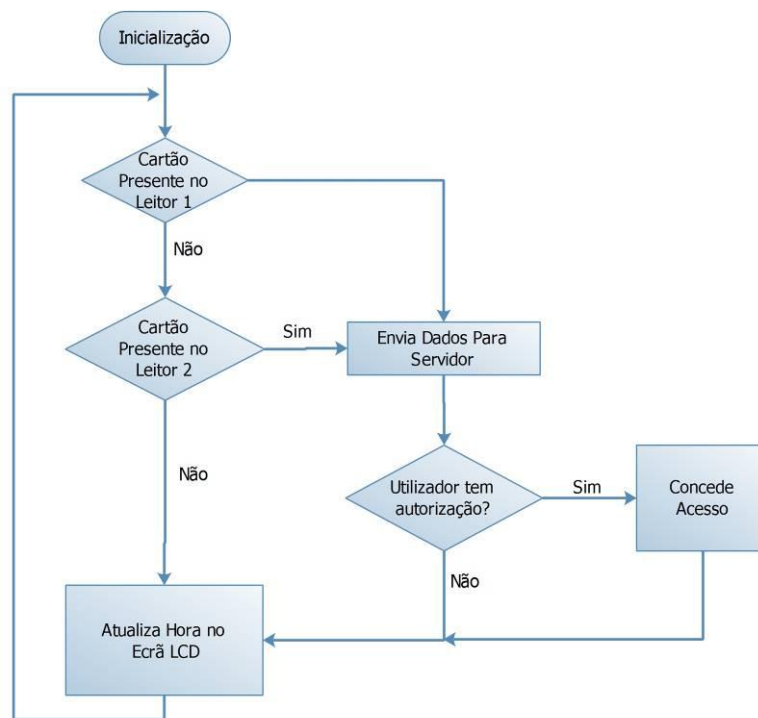 Inicialização
Cartão
Presente no
Leitor 1
Não
Cartão
Presente no
Leitor 2
Sim
Envia Dados Para
Servidor
Não
Utilizador tem
autorização?
Sim
Concede
Acesso
Não
Atualiza Hora no
Ecrã LCD